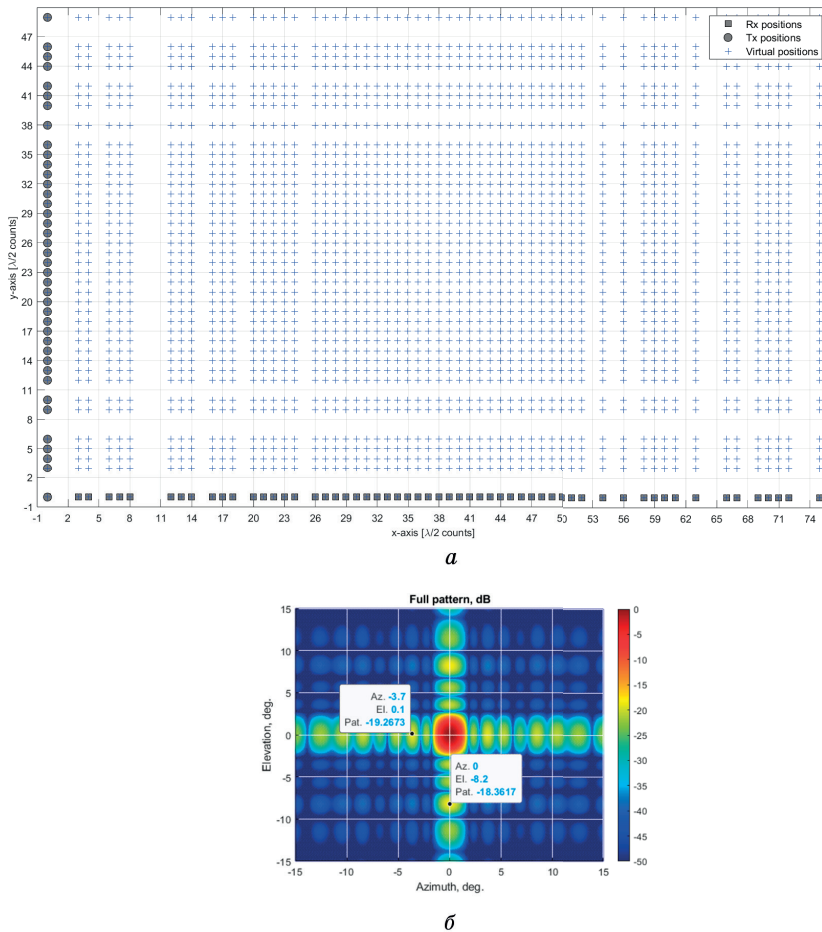 Rx positions
Tx positions
Virtual positions
47
44
41
38
35
32
29
26
23
20
17
14
11
8
5
2
-1
y-axis [λ/2 counts]
-1 2 5 8 11 14 17 20 23 26 29 32 35 38 41 44 47 50 53 56 59 62 65 68 71 74
x-axis [λ/2 counts]
а
Full pattern, dB
15
10
5
0
-5
-10
-15
Elevation, deg.
Az. -3.7
El. 0.1
Pat. -19.2673
Az. 0
El. -8.2
Pat. -18.3617
-15 -10 -5 0 5 10 15
Azimuth, deg.
0
-5
-10
-15
-20
-25
-30
-35
-40
-45
-50
б